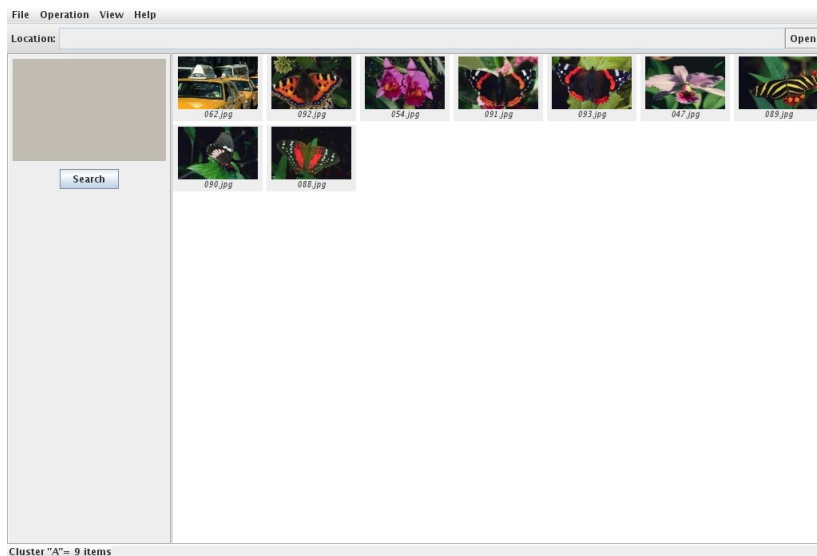 File Operation View Help
Location: Open
062.jpg 092.jpg 054.jpg 091.jpg 093.jpg 047.jpg 089.jpg
Search
090.jpg 088.jpg
Cluster "A"= 9 items